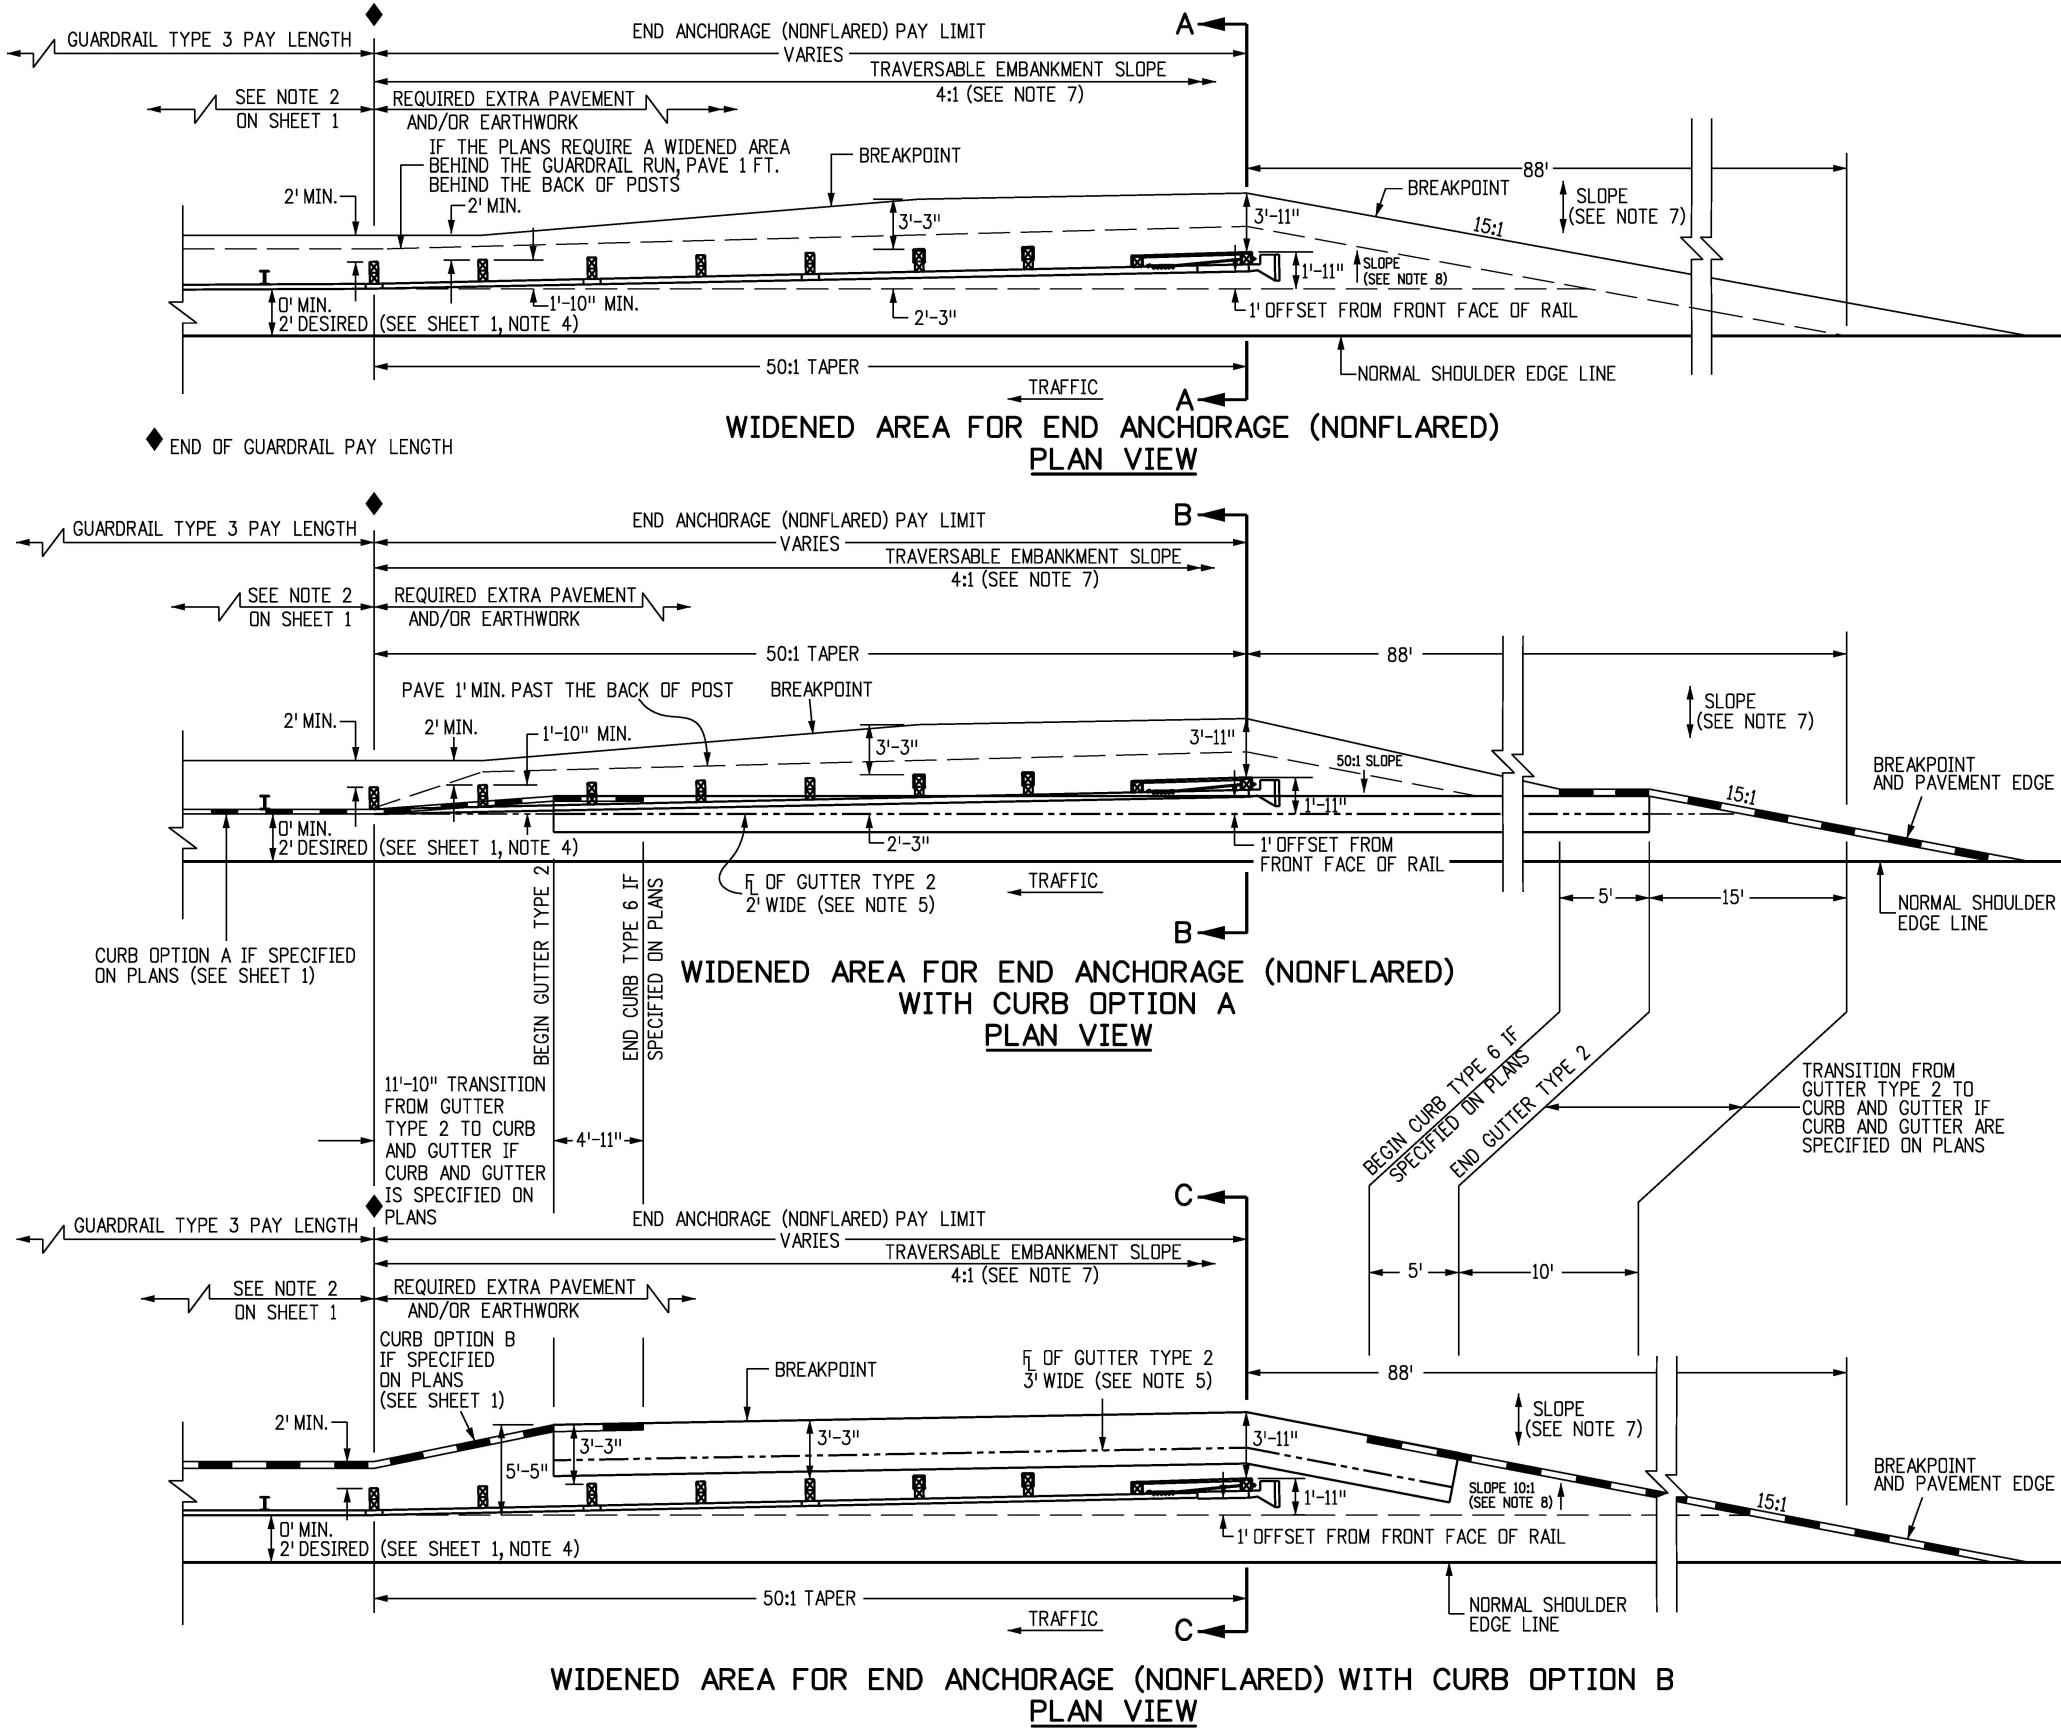 GUARDRAIL TYPE 3 PAY LENGTH
END ANCHORAGE (NONFLARED) PAY LIMIT
VARIES
A
TRAVERSABLE EMBANKMENT SLOPE
4:1 (SEE NOTE 7)
SEE NOTE 2
ON SHEET 1
REQUIRED EXTRA PAVEMENT
AND/OR EARTHWORK
IF THE PLANS REQUIRE A WIDENED AREA
BEHIND THE GUARDRAIL RUN, PAVE 1 FT.
BEHIND THE BACK OF POSTS
BREAKPOINT
88'
2' MIN.
2' MIN.
BREAKPOINT
SLOPE
(SEE NOTE 7)
3'-3"
3'-11"
15:1
SLOPE
(SEE NOTE 8)
1'-11"
0' MIN.
2' DESIRED (SEE SHEET 1, NOTE 4)
1'-10" MIN.
2'-3"
1' OFFSET FROM FRONT FACE OF RAIL
50:1 TAPER
NORMAL SHOULDER EDGE LINE
TRAFFIC
A
WIDENED AREA FOR END ANCHORAGE (NONFLARED)
PLAN VIEW
END OF GUARDRAIL PAY LENGTH
GUARDRAIL TYPE 3 PAY LENGTH
END ANCHORAGE (NONFLARED) PAY LIMIT
VARIES
B
TRAVERSABLE EMBANKMENT SLOPE
4:1 (SEE NOTE 7)
SEE NOTE 2
ON SHEET 1
REQUIRED EXTRA PAVEMENT
AND/OR EARTHWORK
50:1 TAPER
88'
PAVE 1' MIN. PAST THE BACK OF POST
BREAKPOINT
SLOPE
(SEE NOTE 7)
2' MIN.
2' MIN.
1'-10" MIN.
3'-3"
3'-11"
50:1 SLOPE
BREAKPOINT
AND PAVEMENT EDGE
15:1
1'-11"
0' MIN.
2' DESIRED (SEE SHEET 1, NOTE 4)
2'-3"
1' OFFSET FROM
FRONT FACE OF RAIL
FL OF GUTTER TYPE 2
2' WIDE (SEE NOTE 5)
TRAFFIC
5'
15'
NORMAL SHOULDER
EDGE LINE
BEGIN GUTTER TYPE 2
END CURB TYPE 6 IF
SPECIFIED ON PLANS
B
CURB OPTION A IF SPECIFIED
ON PLANS (SEE SHEET 1)
WIDENED AREA FOR END ANCHORAGE (NONFLARED)
WITH CURB OPTION A
PLAN VIEW
11'-10" TRANSITION
FROM GUTTER
TYPE 2 TO CURB
AND GUTTER IF
CURB AND GUTTER
IS SPECIFIED ON
PLANS
4'-11"
BEGIN CURB TYPE 6 IF
SPECIFIED ON PLANS
END GUTTER TYPE 2
TRANSITION FROM
GUTTER TYPE 2 TO
CURB AND GUTTER IF
CURB AND GUTTER ARE
SPECIFIED ON PLANS
GUARDRAIL TYPE 3 PAY LENGTH
END ANCHORAGE (NONFLARED) PAY LIMIT
VARIES
C
TRAVERSABLE EMBANKMENT SLOPE
4:1 (SEE NOTE 7)
5'
10'
SEE NOTE 2
ON SHEET 1
REQUIRED EXTRA PAVEMENT
AND/OR EARTHWORK
CURB OPTION B
IF SPECIFIED
ON PLANS
(SEE SHEET 1)
BREAKPOINT
FL OF GUTTER TYPE 2
3' WIDE (SEE NOTE 5)
88'
SLOPE
(SEE NOTE 7)
2' MIN.
3'-3"
5'-5"
3'-3"
3'-11"
BREAKPOINT
AND PAVEMENT EDGE
1'-11"
SLOPE 10:1
(SEE NOTE 8)
15:1
0' MIN.
2' DESIRED (SEE SHEET 1, NOTE 4)
1' OFFSET FROM FRONT FACE OF RAIL
50:1 TAPER
TRAFFIC
C
NORMAL SHOULDER
EDGE LINE
WIDENED AREA FOR END ANCHORAGE (NONFLARED) WITH CURB OPTION B
PLAN VIEW